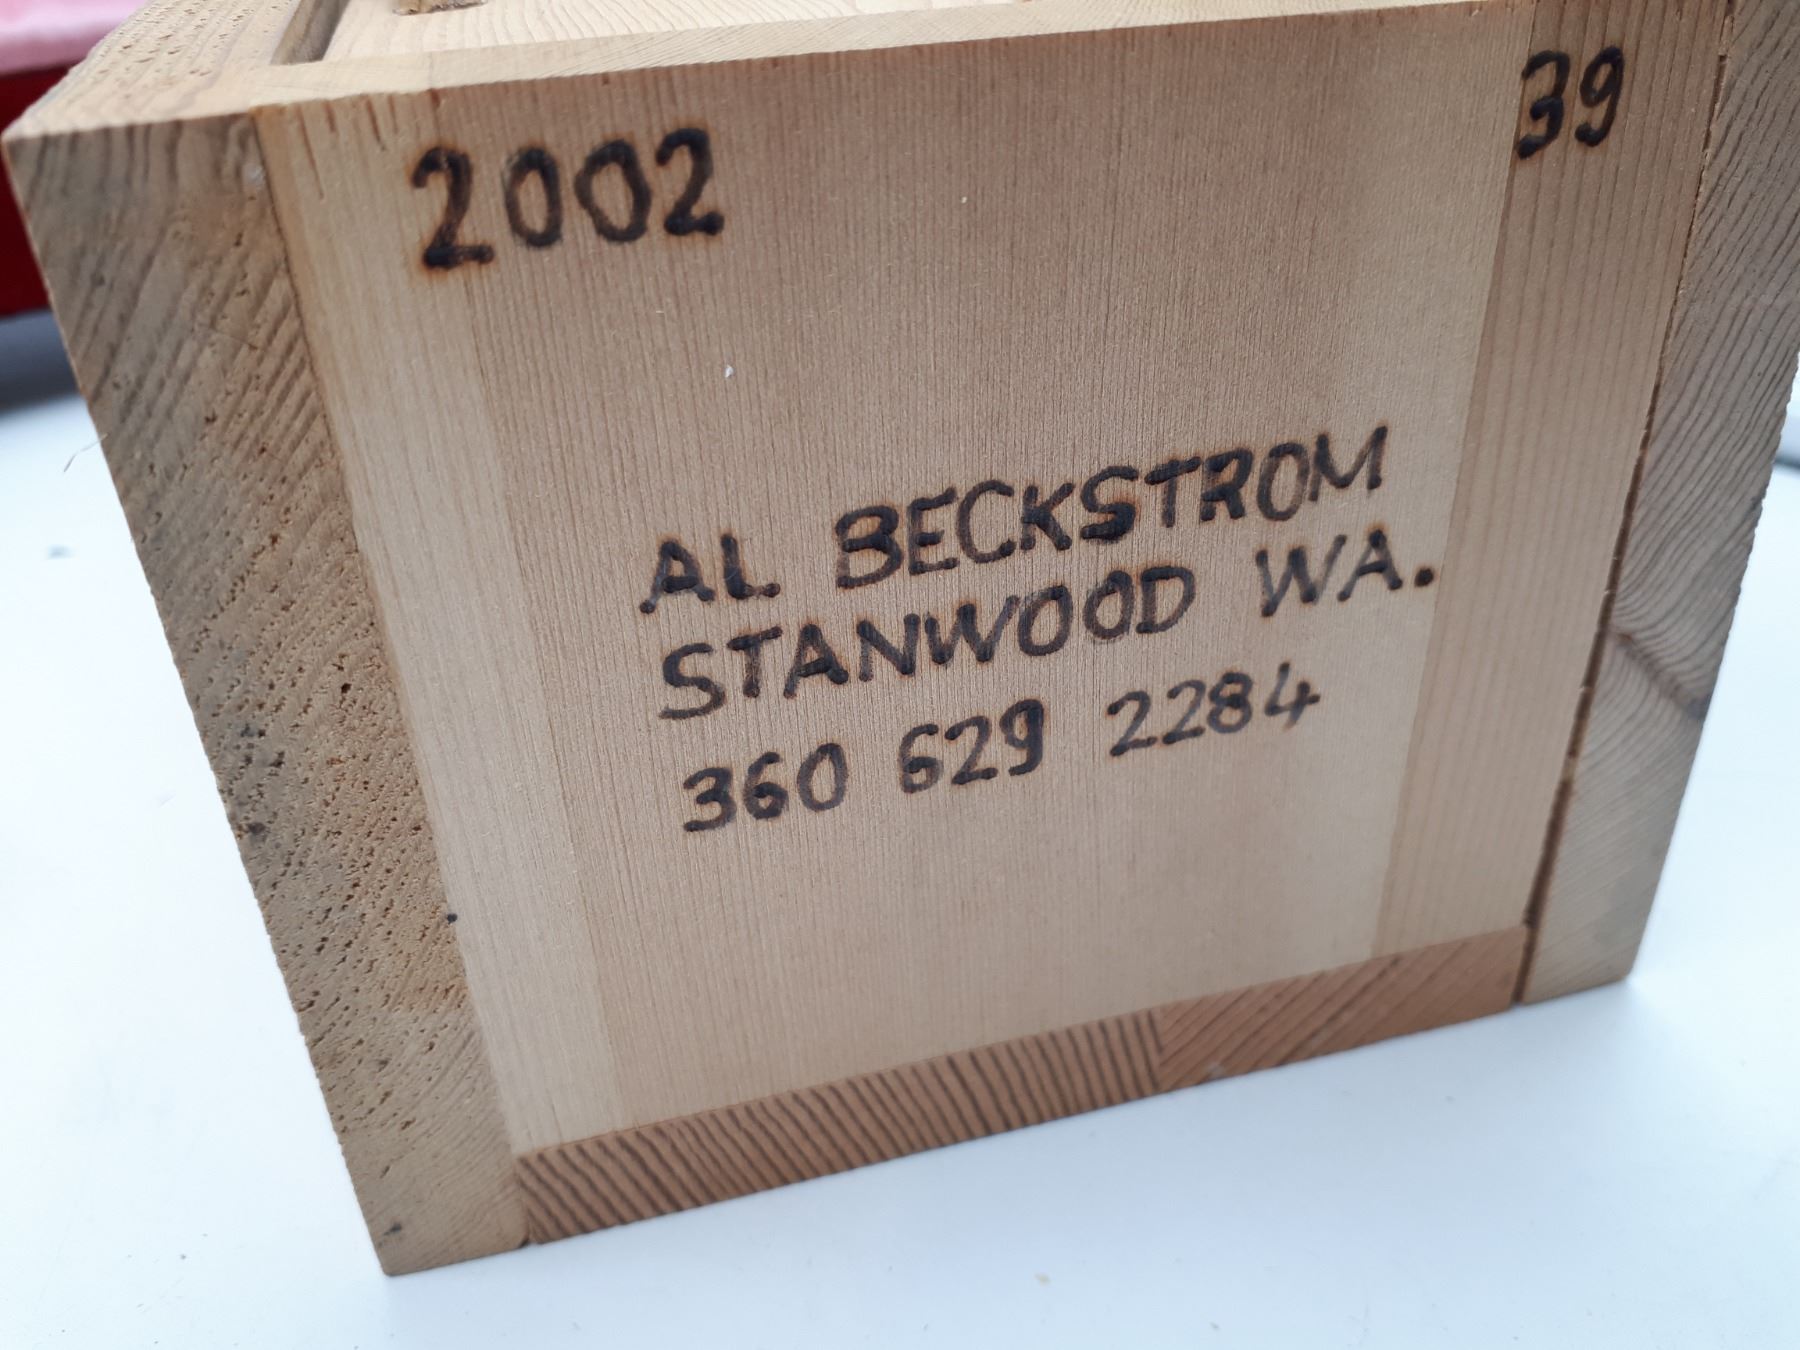 2002 39
AL BECKSTROM
STANWOOD WA.
360 629 2284